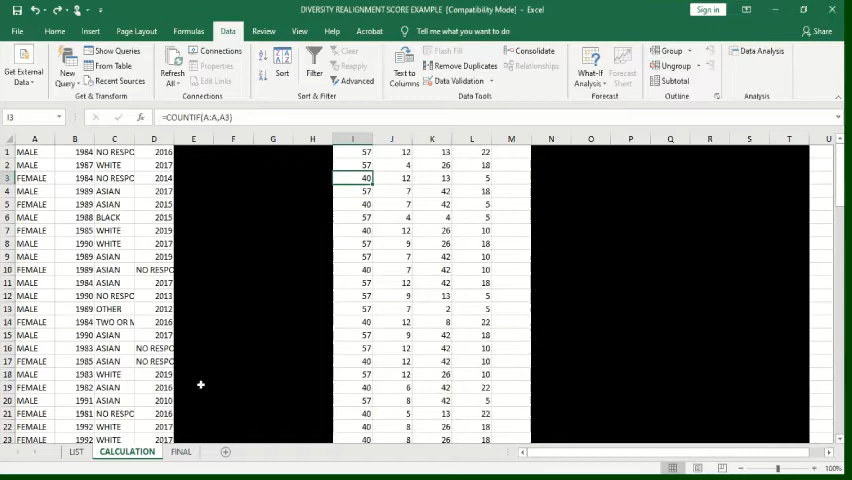 DIVERSITY REALIGNMENT SCORE EXAMPLE [Compatibility Mode] - Excel Sign in
File Home Insert Page Layout Formulas Data Review View Help Acrobat Tell me what you want to do Share
Get External Data New Query Show Queries From Table Recent Sources Refresh All Connections Properties Edit Links Sort Filter Clear Reapply Advanced Text to Columns Flash Fill Remove Duplicates Data Validation Consolidate Relationships What-If Analysis Forecast Sheet Group Ungroup Subtotal Data Analysis
Get & Transform Connections Sort & Filter Data Tools Forecast Outline Analysis
I3 fx =COUNTIF(A:A,A3)
A B C D E F G H I J K L M N O P Q R S T U
1 MALE 1984 NO RESPO 2016 57 12 13 22
2 MALE 1987 WHITE 2017 57 4 26 18
3 FEMALE 1984 NO RESPO 2014 40 12 13 5
4 MALE 1989 ASIAN 2017 57 7 42 18
5 FEMALE 1989 ASIAN 2015 40 7 42 5
6 MALE 1988 BLACK 2015 57 4 4 5
7 FEMALE 1985 WHITE 2019 40 12 26 10
8 MALE 1990 WHITE 2017 57 9 26 18
9 MALE 1989 ASIAN 2019 57 7 42 10
10 FEMALE 1989 ASIAN NO RESPO 40 7 42 10
11 MALE 1984 ASIAN 2017 57 12 42 18
12 MALE 1990 NO RESPO 2013 57 9 13 5
13 MALE 1989 OTHER 2012 57 7 2 5
14 FEMALE 1984 TWO OR M 2016 40 12 8 22
15 MALE 1990 ASIAN 2017 57 9 42 18
16 MALE 1983 ASIAN NO RESPO 57 12 42 10
17 FEMALE 1985 ASIAN NO RESPO 40 12 42 10
18 MALE 1983 WHITE 2019 57 12 26 10
19 FEMALE 1982 ASIAN 2016 40 6 42 22
20 MALE 1991 ASIAN 2010 57 8 42 5
21 FEMALE 1981 NO RESPO 2016 40 5 13 22
22 FEMALE 1992 WHITE 2017 40 8 26 18
23 FEMALE 1992 WHITE 2017 40 8 26 18
LIST CALCULATION FINAL
100%